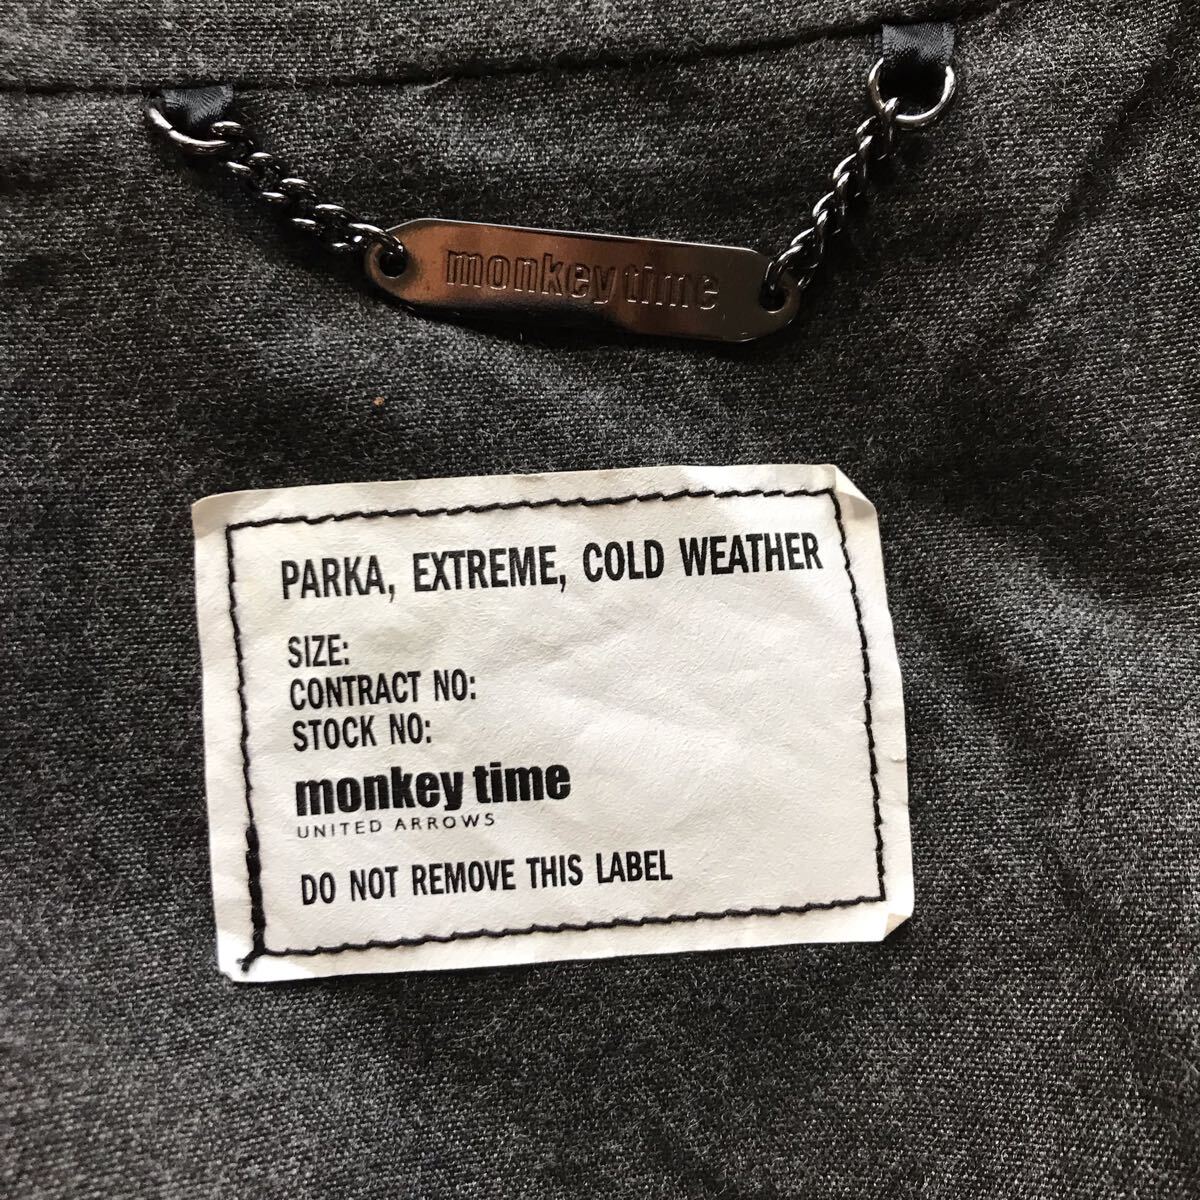 monkey time
PARKA, EXTREME, COLD WEATHER
SIZE:
CONTRACT NO:
STOCK NO:
monkey time
UNITED ARROWS
DO NOT REMOVE THIS LABEL